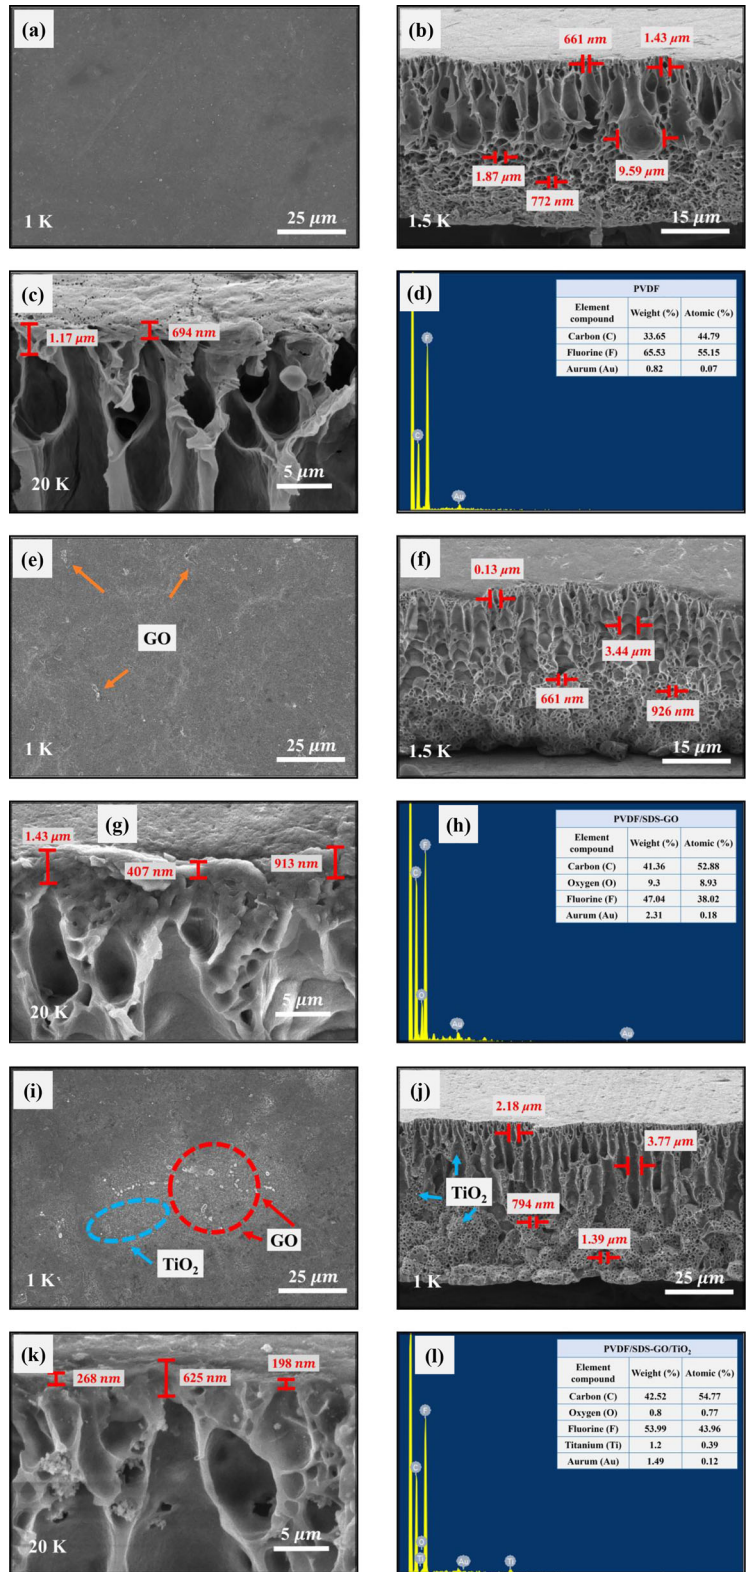 (a)
1 K
25 μm
(b)
661 nm
1.43 μm
1.87 μm
772 nm
9.59 μm
1.5 K
15 μm
(c)
1.17 μm
694 nm
20 K
5 μm
(d)
PVDF
Element compound Weight (%) Atomic (%)
Carbon (C) 33.65 44.79
Fluorine (F) 65.53 55.15
Aurum (Au) 0.82 0.07
F
C
Au
(e)
GO
1 K
25 μm
(f)
0.13 μm
3.44 μm
661 nm
926 nm
1.5 K
15 μm
(g)
1.43 μm
407 nm
913 nm
20 K
5 μm
(h)
PVDF/SDS-GO
Element compound Weight (%) Atomic (%)
Carbon (C) 41.36 52.88
Oxygen (O) 9.3 8.93
Fluorine (F) 47.04 38.02
Aurum (Au) 2.31 0.18
F
C
O
Au
Au
(i)
GO
TiO₂
1 K
25 μm
(j)
2.18 μm
3.77 μm
TiO₂
794 nm
1.39 μm
1 K
25 μm
(k)
268 nm
625 nm
198 nm
20 K
5 μm
(l)
PVDF/SDS-GO/TiO₂
Element compound Weight (%) Atomic (%)
Carbon (C) 42.52 54.77
Oxygen (O) 0.8 0.77
Fluorine (F) 53.99 43.96
Titanium (Ti) 1.2 0.39
Aurum (Au) 1.49 0.12
F
C
O
Ti
Au
Ti